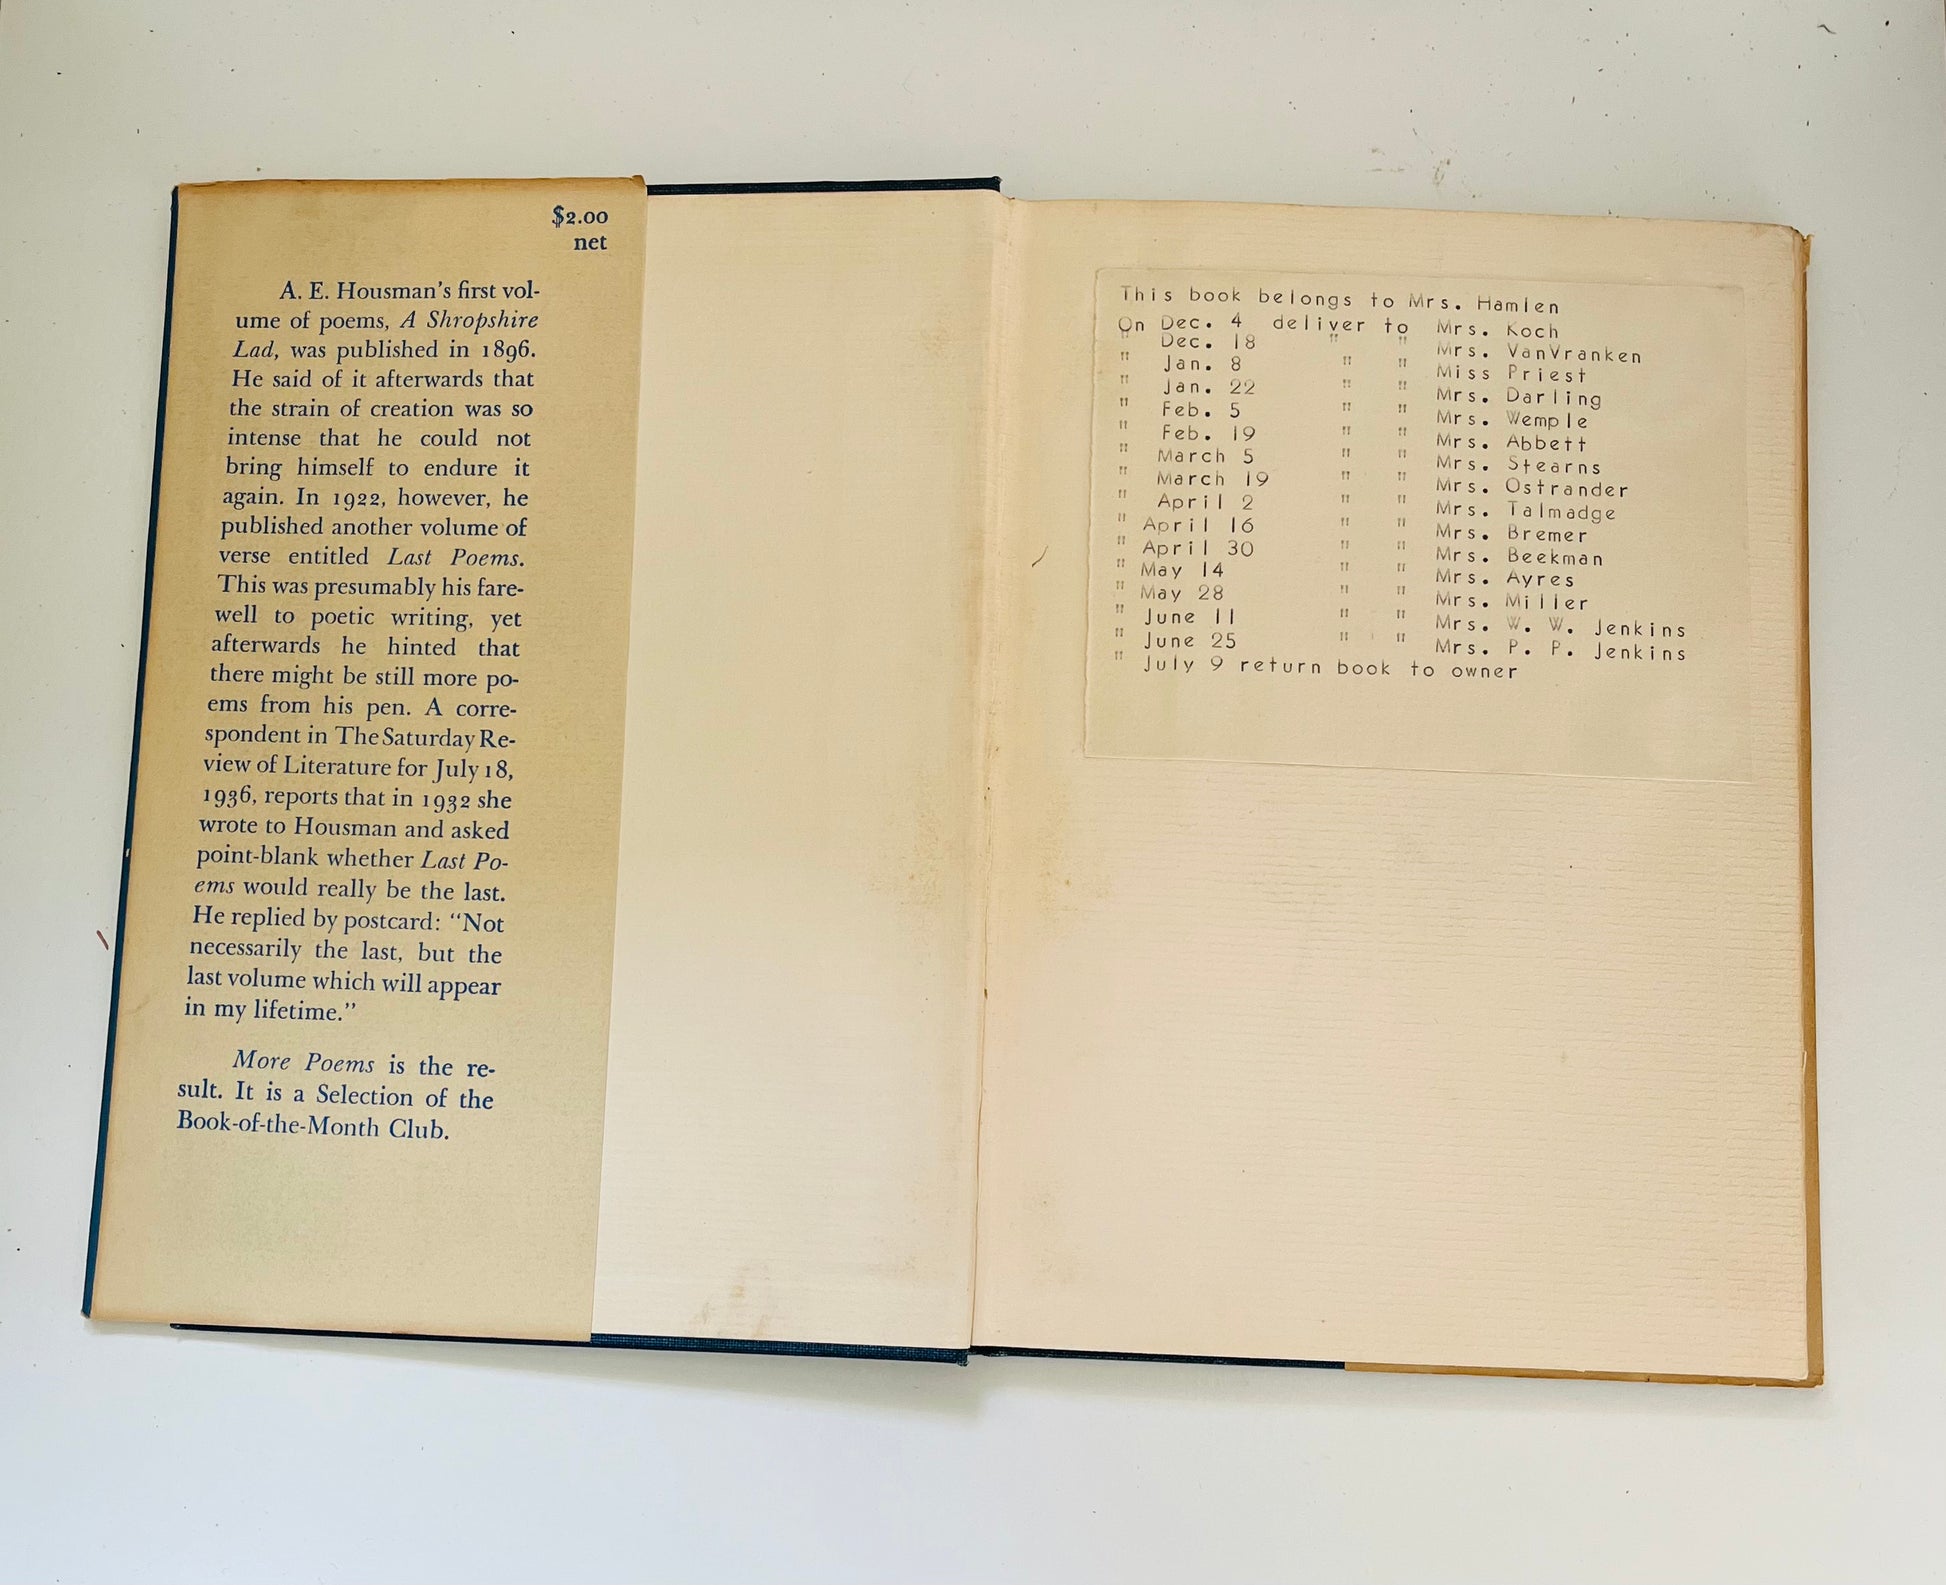 $2.00
net
A. E. Housman's first vol-
ume of poems, A Shropshire
Lad, was published in 1896.
He said of it afterwards that
the strain of creation was so
intense that he could not
bring himself to endure it
again. In 1922, however, he
published another volume of
verse entitled Last Poems.
This was presumably his fare-
well to poetic writing, yet
afterwards he hinted that
there might be still more po-
ems from his pen. A corre-
spondent in The Saturday Re-
view of Literature for July 18,
1936, reports that in 1932 she
wrote to Housman and asked
point-blank whether Last Po-
ems would really be the last.
He replied by postcard: "Not
necessarily the last, but the
last volume which will appear
in my lifetime."
More Poems is the re-
sult. It is a Selection of the
Book-of-the-Month Club.
This book belongs to Mrs. Hamlen
On Dec. 4 deliver to Mrs. Koch
" Dec. 18 " " Mrs. VanVranken
" Jan. 8 " " Miss Priest
" Jan. 22 " " Mrs. Darling
" Feb. 5 " " Mrs. Wemple
" Feb. 19 " " Mrs. Abbett
" March 5 " " Mrs. Stearns
" March 19 " " Mrs. Ostrander
" April 2 " " Mrs. Talmadge
" April 16 " " Mrs. Bremer
" April 30 " " Mrs. Beekman
" May 14 " " Mrs. Ayres
" May 28 " " Mrs. Miller
" June 11 " " Mrs. W. W. Jenkins
" June 25 " " Mrs. P. P. Jenkins
" July 9 return book to owner